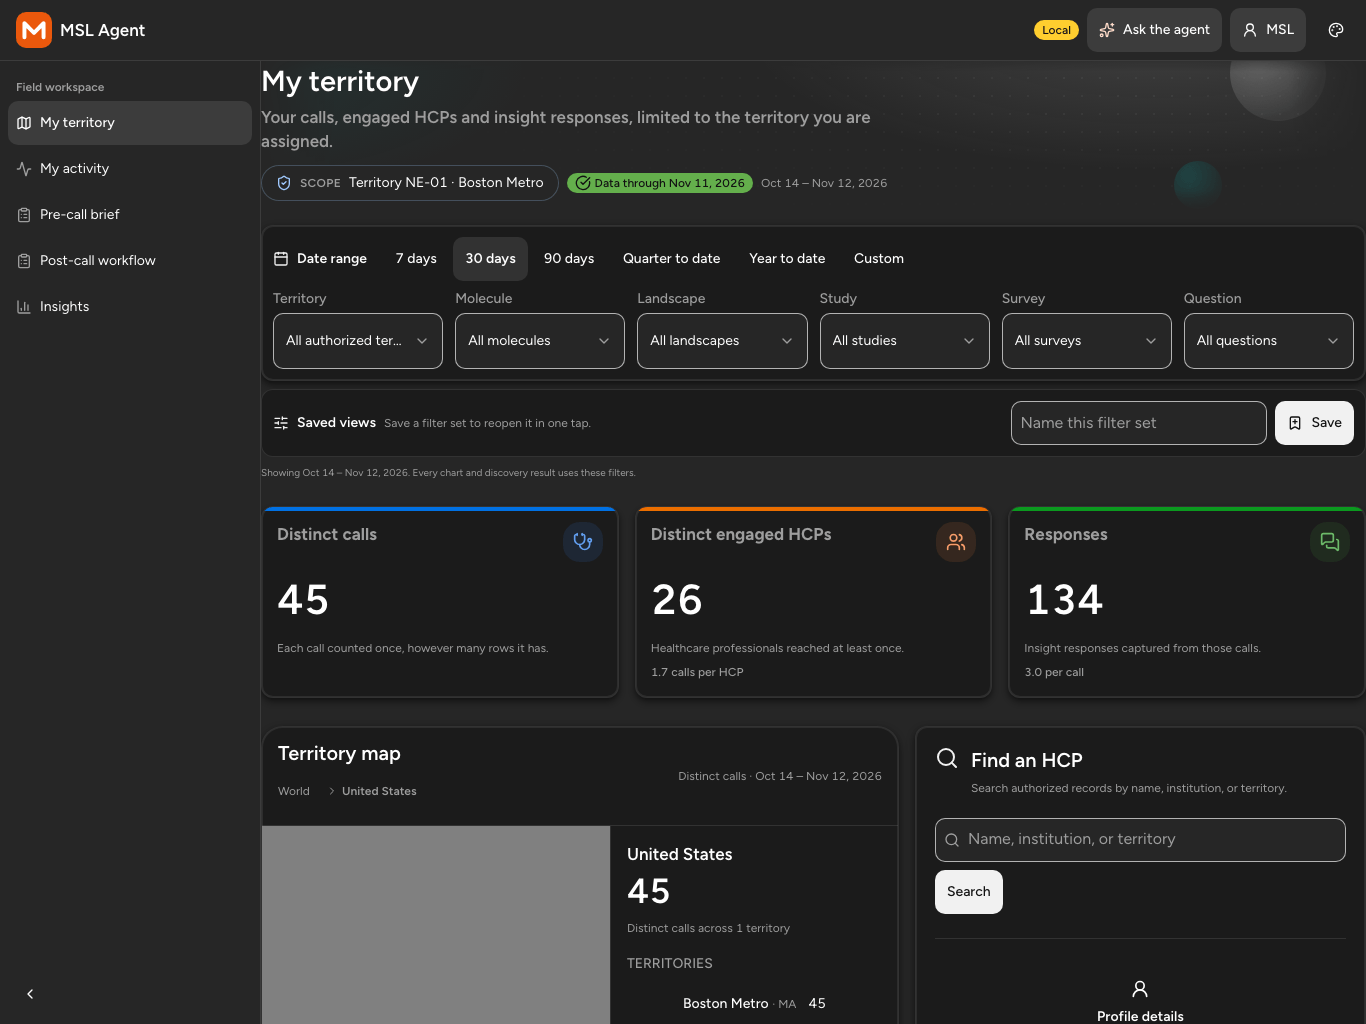 MSL Agent
Local
Ask the agent
MSL
Field workspace
My territory
My activity
Pre-call brief
Post-call workflow
Insights
My territory
Your calls, engaged HCPs and insight responses, limited to the territory you are
assigned.
SCOPE Territory NE-01 · Boston Metro
Data through Nov 11, 2026
Oct 14 – Nov 12, 2026
Date range
7 days
30 days
90 days
Quarter to date
Year to date
Custom
Territory
Molecule
Landscape
Study
Survey
Question
All authorized ter...
All molecules
All landscapes
All studies
All surveys
All questions
Saved views
Save a filter set to reopen it in one tap.
Name this filter set
Save
Showing Oct 14 – Nov 12, 2026. Every chart and discovery result uses these filters.
Distinct calls
45
Each call counted once, however many rows it has.
Distinct engaged HCPs
26
Healthcare professionals reached at least once.
1.7 calls per HCP
Responses
134
Insight responses captured from those calls.
3.0 per call
Territory map
World
United States
Distinct calls · Oct 14 – Nov 12, 2026
United States
45
Distinct calls across 1 territory
TERRITORIES
Boston Metro · MA 45
Find an HCP
Search authorized records by name, institution, or territory.
Name, institution, or territory
Search
Profile details